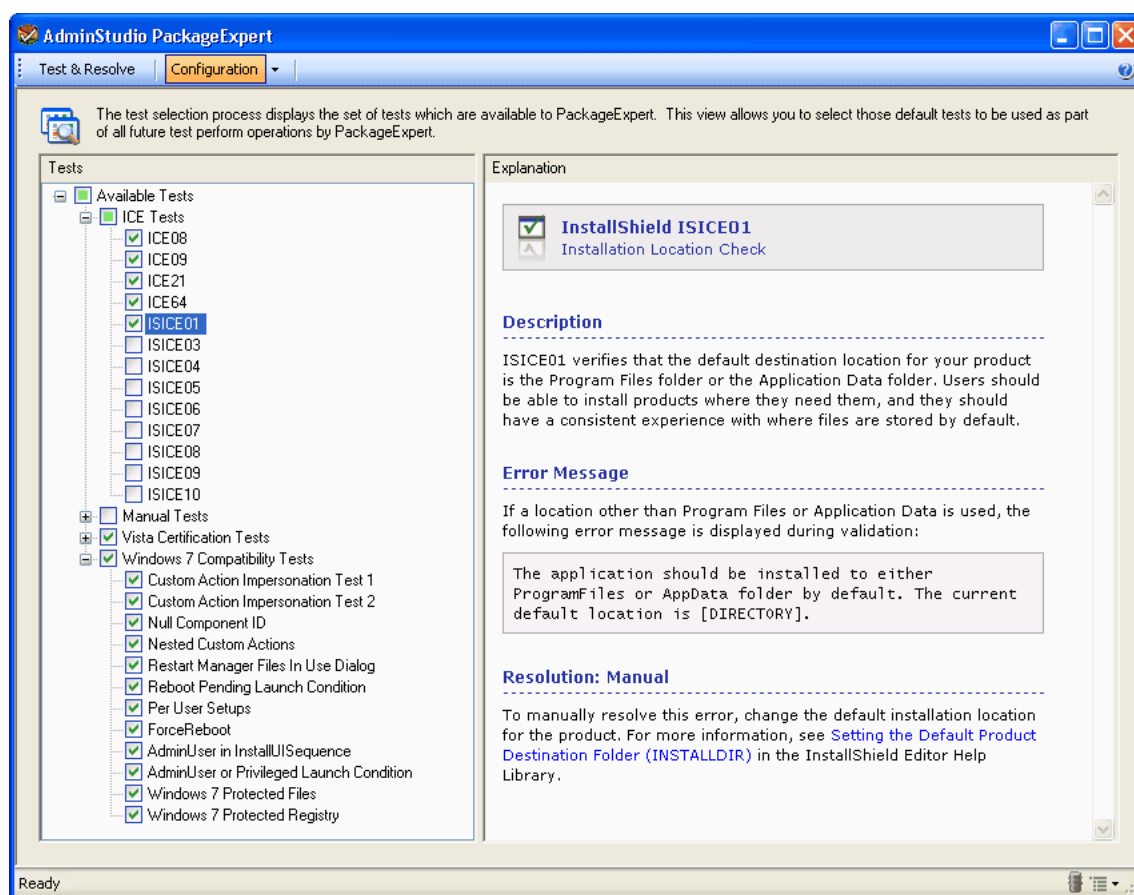 AdminStudio PackageExpert
Test & Resolve
Configuration
The test selection process displays the set of tests which are available to PackageExpert. This view allows you to select those default tests to be used as part
of all future test perform operations by PackageExpert.
Tests
Available Tests
ICE Tests
ICE08
ICE09
ICE21
ICE64
ISICE01
ISICE03
ISICE04
ISICE05
ISICE06
ISICE07
ISICE08
ISICE09
ISICE10
Manual Tests
Vista Certification Tests
Windows 7 Compatibility Tests
Custom Action Impersonation Test 1
Custom Action Impersonation Test 2
Null Component ID
Nested Custom Actions
Restart Manager Files In Use Dialog
Reboot Pending Launch Condition
Per User Setups
ForceReboot
AdminUser in InstallUISequence
AdminUser or Privileged Launch Condition
Windows 7 Protected Files
Windows 7 Protected Registry
Explanation
InstallShield ISICE01
Installation Location Check
Description
ISICE01 verifies that the default destination location for your product
is the Program Files folder or the Application Data folder. Users should
be able to install products where they need them, and they should
have a consistent experience with where files are stored by default.
Error Message
If a location other than Program Files or Application Data is used, the
following error message is displayed during validation:
The application should be installed to either
ProgramFiles or AppData folder by default. The current
default location is [DIRECTORY].
Resolution: Manual
To manually resolve this error, change the default installation location
for the product. For more information, see Setting the Default Product
Destination Folder (INSTALLDIR) in the InstallShield Editor Help
Library.
Ready